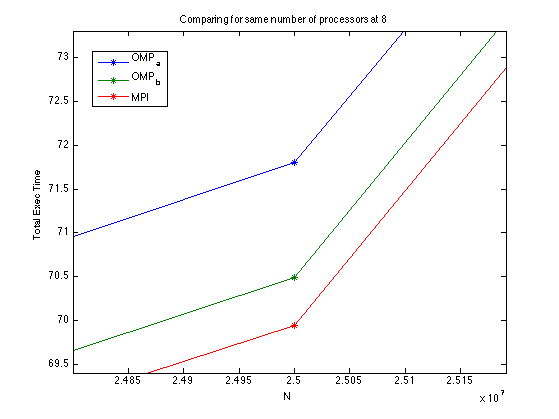 Comparing for same number of processors at 8
OMP a
OMP b
MPI
Total Exec Time
73
72.5
72
71.5
71
70.5
70
69.5
2.485 2.49 2.495 2.5 2.505 2.51 2.515
N
x 10^7